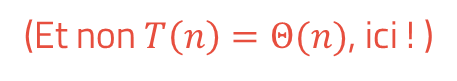 (Et non T(n) = Θ(n), ici ! )